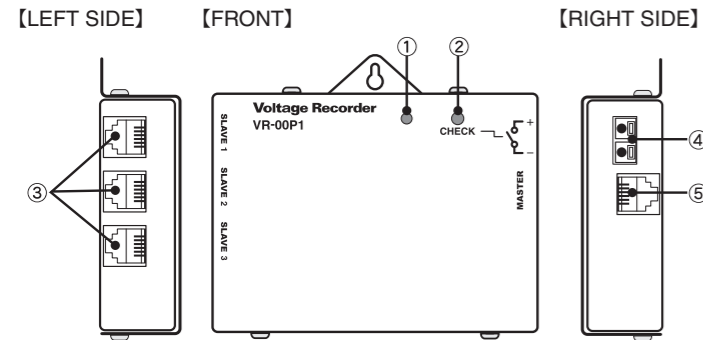 【LEFT SIDE】
【FRONT】
【RIGHT SIDE】
①
②
③
Voltage Recorder
VR-00P1
CHECK
+
−
SLAVE 1
SLAVE 2
SLAVE 3
MASTER
④
⑤